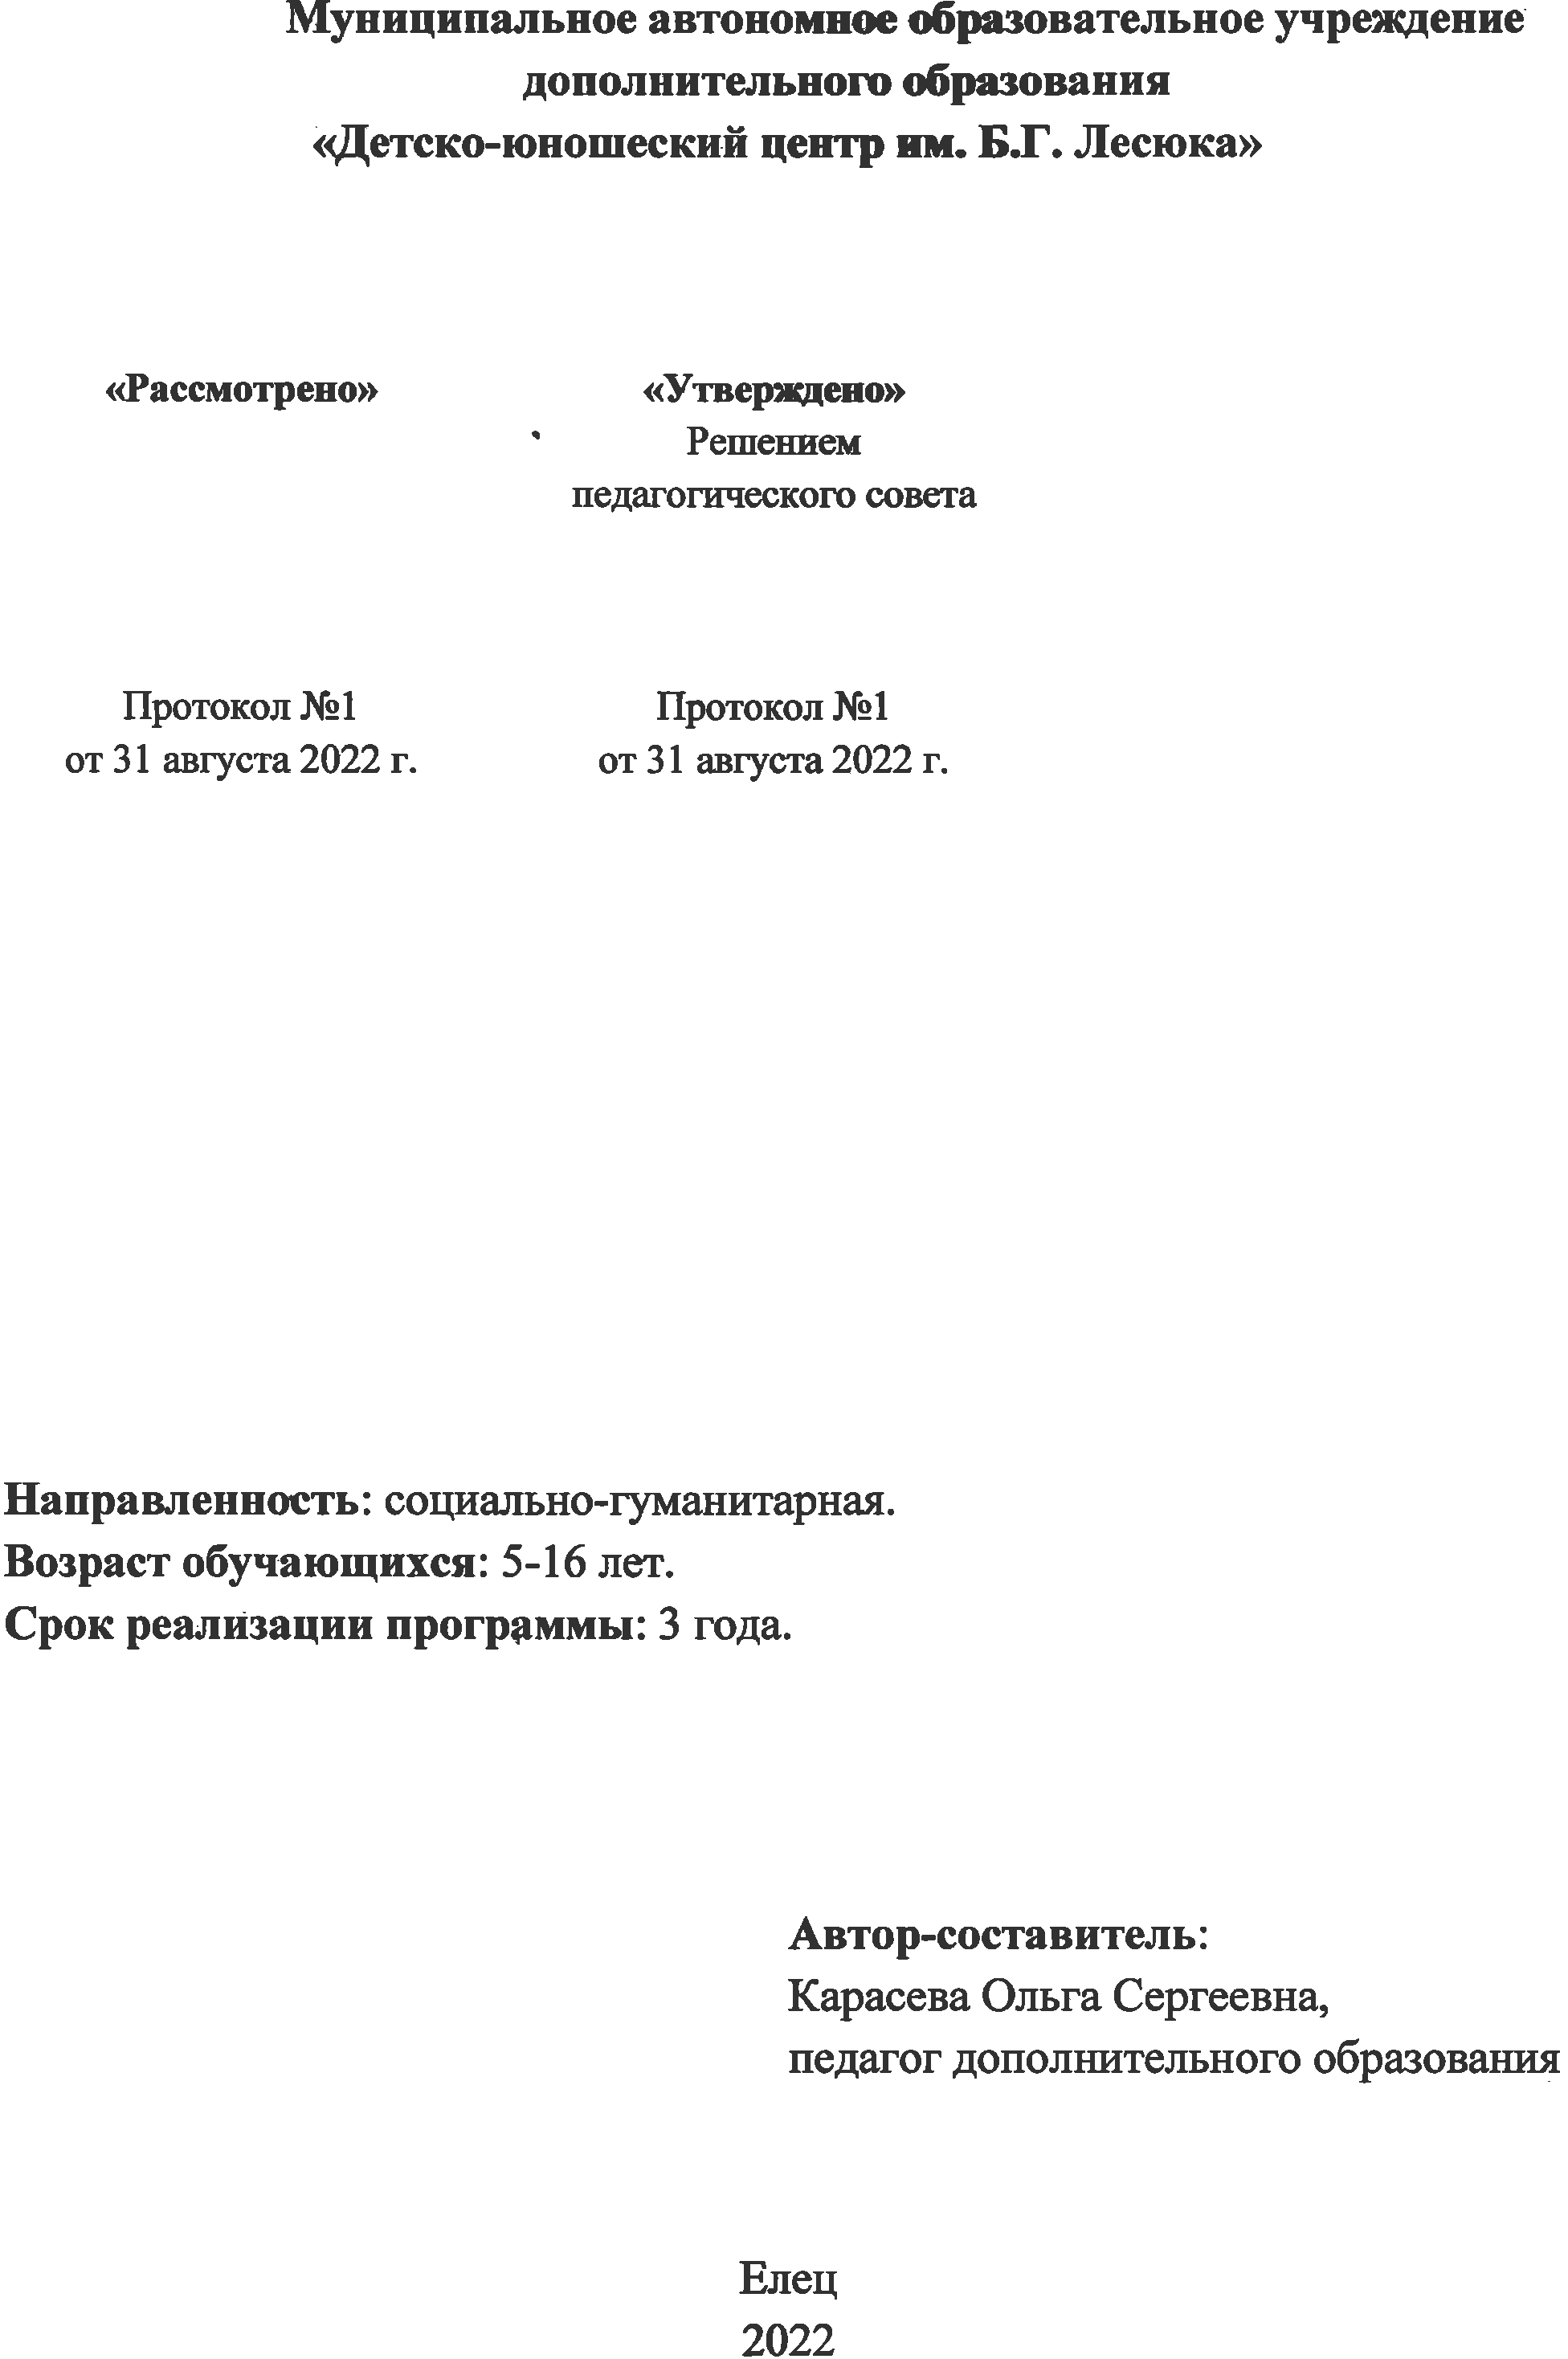 Муниципальное автономное образовательное учреждение
дополнительного образования
«Детско-юношеский центр им. Б.Г. Лесюка»
«Рассмотрено»
«Утверждено»
Решением
педагогического совета
Протокол №1
от 31 августа 2022 г.
Протокол №1
от 31 августа 2022 г.
Направленность: социально-гуманитарная.
Возраст обучающихся: 5-16 лет.
Срок реализации программы: 3 года.
Автор-составитель:
Карасева Ольга Сергеевна,
педагог дополнительного образования
Елец
2022